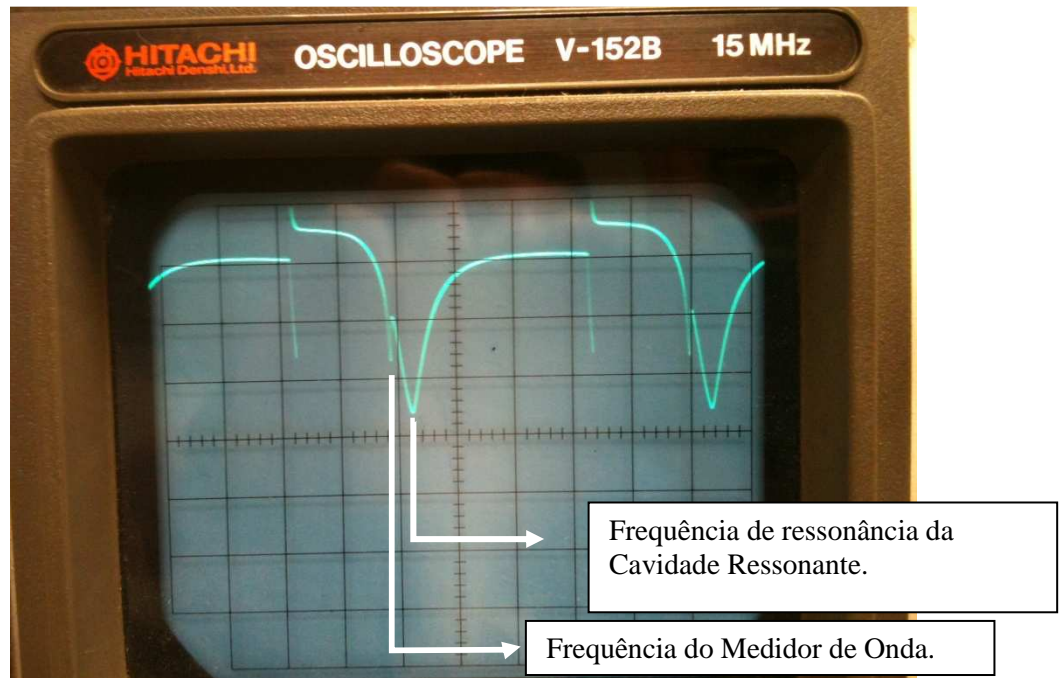 HITACHI
Hitachi Denshi, Ltd.
OSCILLOSCOPE V-152B 15 MHz
Frequência de ressonância da
Cavidade Ressonante.
Frequência do Medidor de Onda.